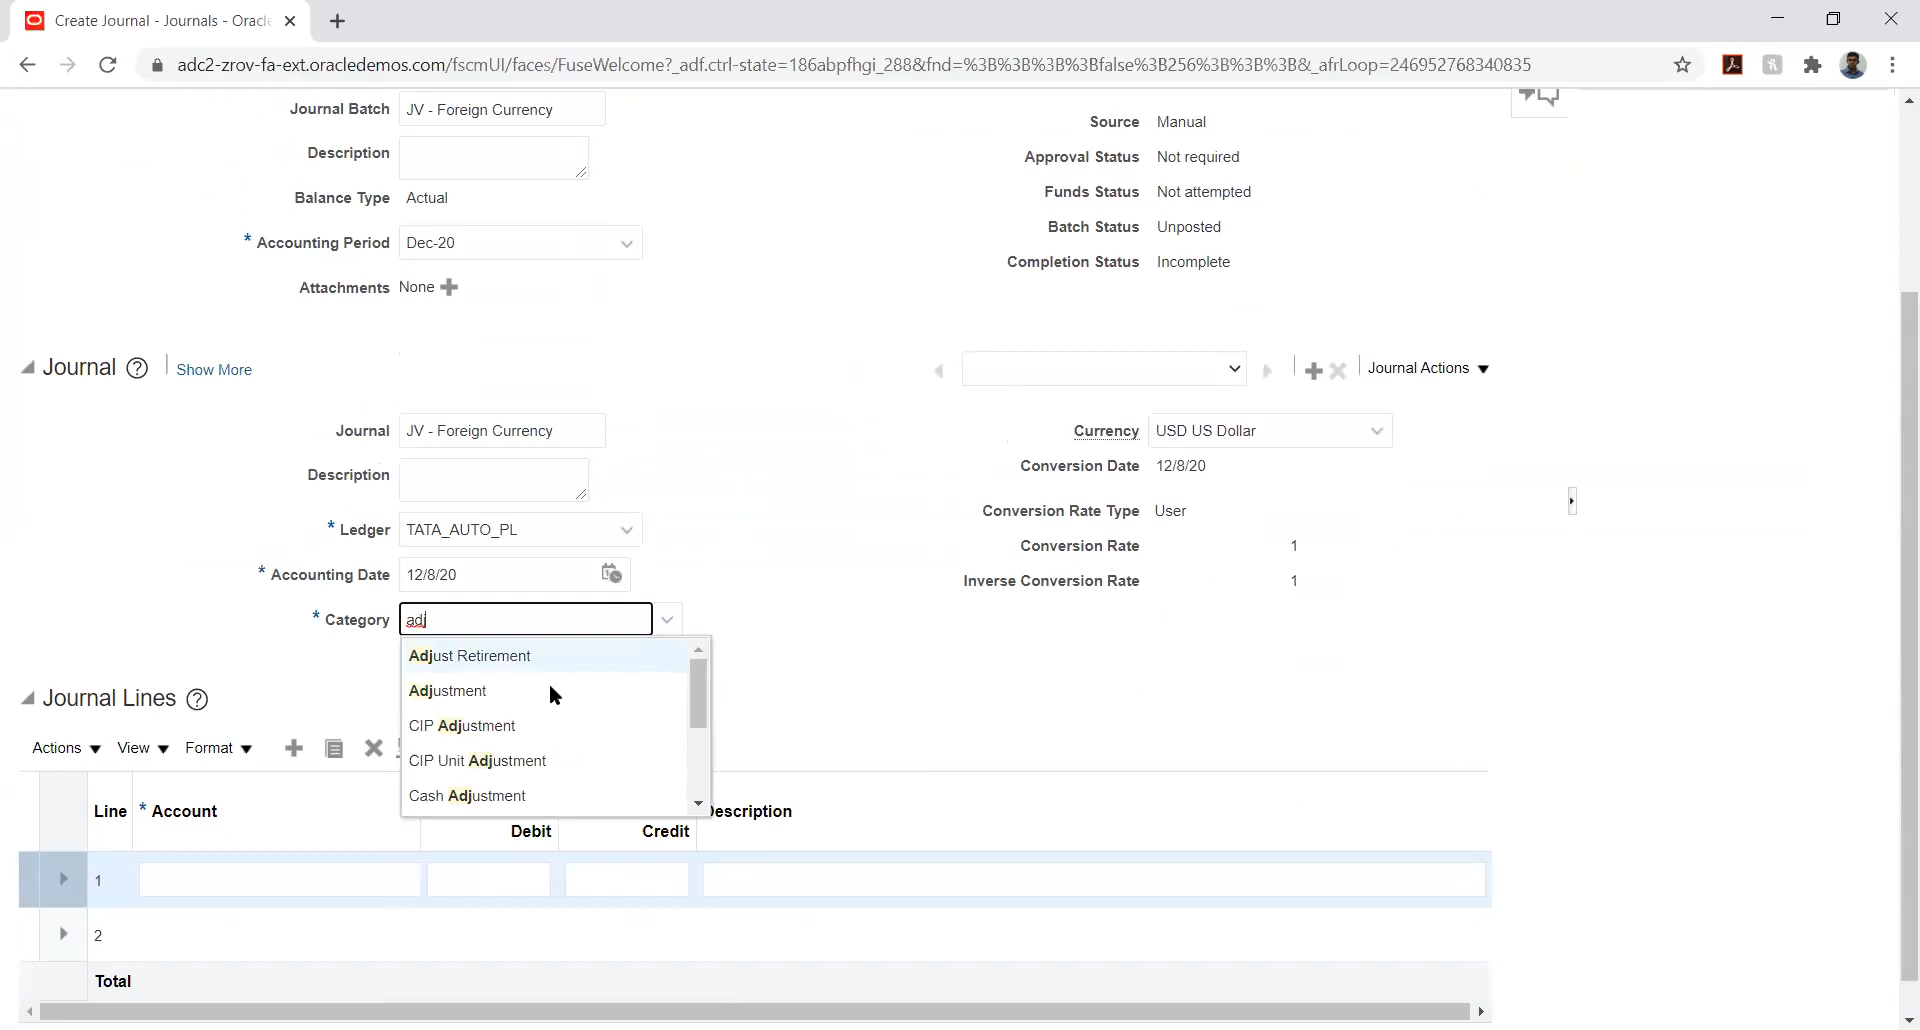 Create Journal - Journals - Oracle
adc2-zrov-fa-ext.oracledemos.com/fscmUI/faces/FuseWelcome?_adf.ctrl-state=186abpfhgi_288&fnd=%3B%3B%3B%3Bfalse%3B256%3B%3B%3B&_afrLoop=246952768340835
Journal Batch JV - Foreign Currency
Description
Balance Type Actual
* Accounting Period Dec-20
Attachments None
Source Manual
Approval Status Not required
Funds Status Not attempted
Batch Status Unposted
Completion Status Incomplete
Journal ? Show More
Journal Actions
Journal JV - Foreign Currency
Description
* Ledger TATA_AUTO_PL
* Accounting Date 12/8/20
* Category adj
Currency USD US Dollar
Conversion Date 12/8/20
Conversion Rate Type User
Conversion Rate 1
Inverse Conversion Rate 1
Adjust Retirement
Adjustment
CIP Adjustment
CIP Unit Adjustment
Cash Adjustment
Journal Lines ?
Actions View Format
Line * Account Debit Credit Description
1
2
Total